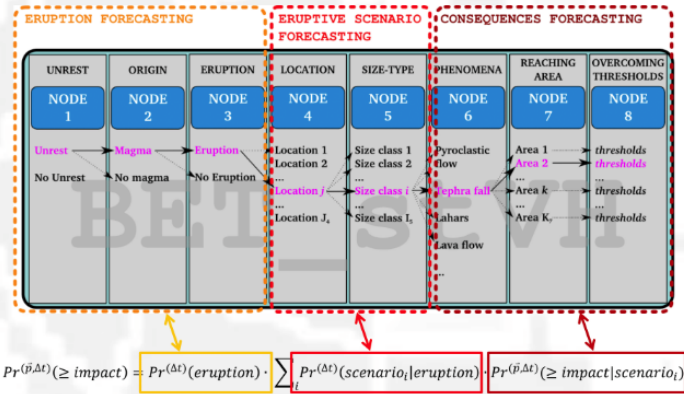 ERUPTION FORECASTING
ERUPTIVE SCENARIO
FORECASTING
CONSEQUENCES FORECASTING
UNREST
ORIGIN
ERUPTION
LOCATION
SIZE-TYPE
PHENOMENA
REACHING
AREA
OVERCOMING
THRESHOLDS
NODE
1
NODE
2
NODE
3
NODE
4
NODE
5
NODE
6
NODE
7
NODE
8
Unrest
No Unrest
Magma
No magma
Eruption
No Eruption
Location 1
Location 2
...
Location j
...
Location J₄
Size class 1
Size class 2
...
Size class i
...
Size class I₅
Pyroclastic
flow
...
Tephra fall
Lahars
Lava flow
...
Area 1
Area 2
...
Area k
...
Area K₇
thresholds
thresholds
...
thresholds
...
thresholds
BET_stVH
Pr^(p⃗,Δt)(≥ impact) = Pr^(Δt)(eruption) · ∑_i Pr^(Δt)(scenario_i|eruption) · Pr^(p⃗,Δt)(≥ impact|scenario_i)